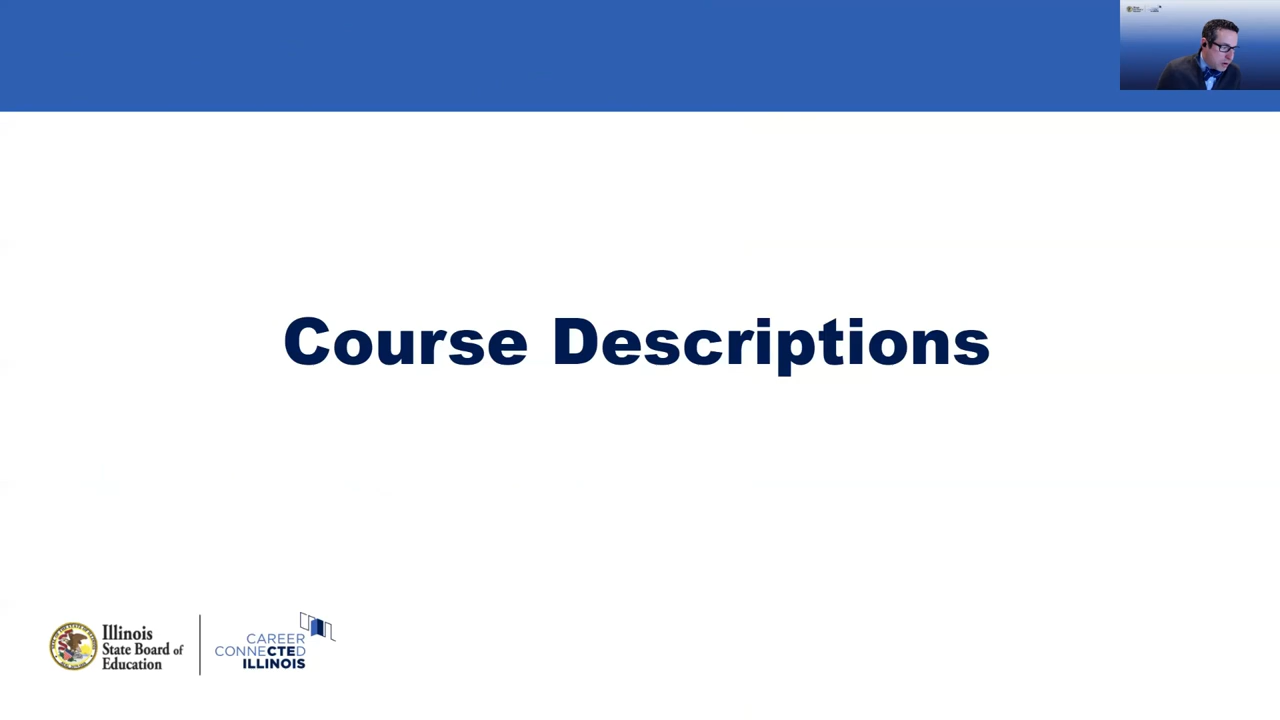 Course Descriptions
Illinois
State Board of
Education
CAREER
CONNECTED
ILLINOIS